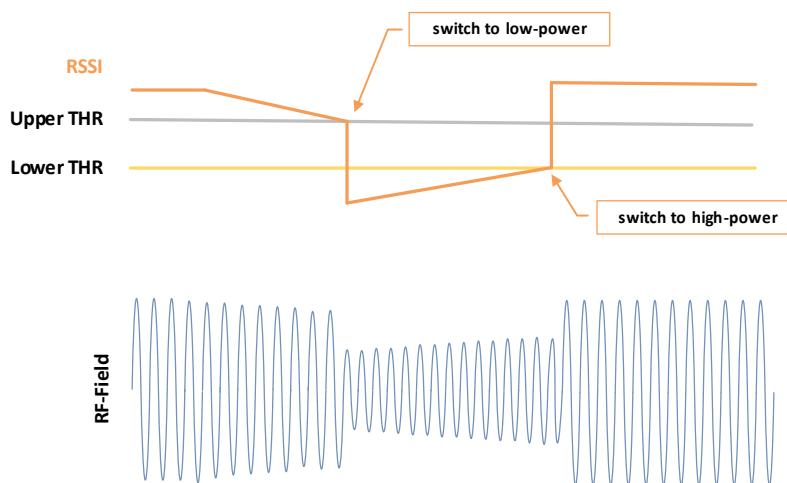 switch to low-power
RSSI
Upper THR
Lower THR
switch to high-power
RF-Field